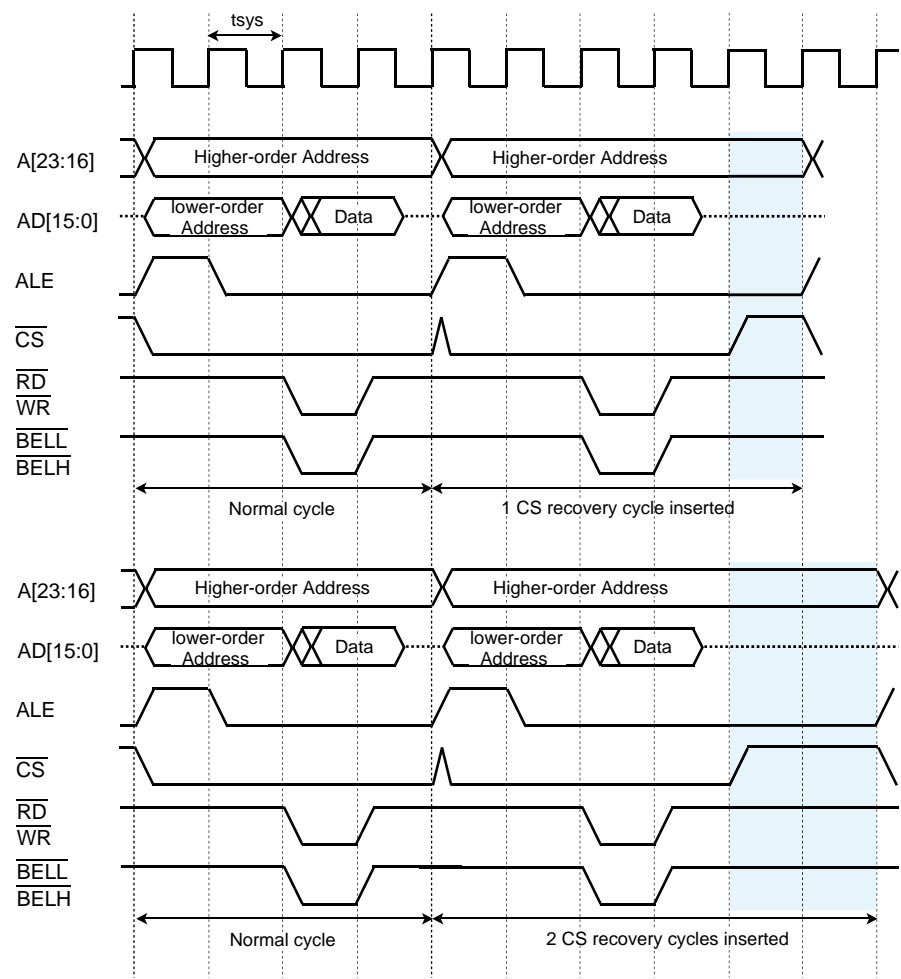 tsys
A[23:16]
Higher-order Address
Higher-order Address
AD[15:0]
lower-order
Address
Data
lower-order
Address
Data
ALE
CS
RD
WR
BELL
BELH
Normal cycle
1 CS recovery cycle inserted
A[23:16]
Higher-order Address
Higher-order Address
AD[15:0]
lower-order
Address
Data
lower-order
Address
Data
ALE
CS
RD
WR
BELL
BELH
Normal cycle
2 CS recovery cycles inserted